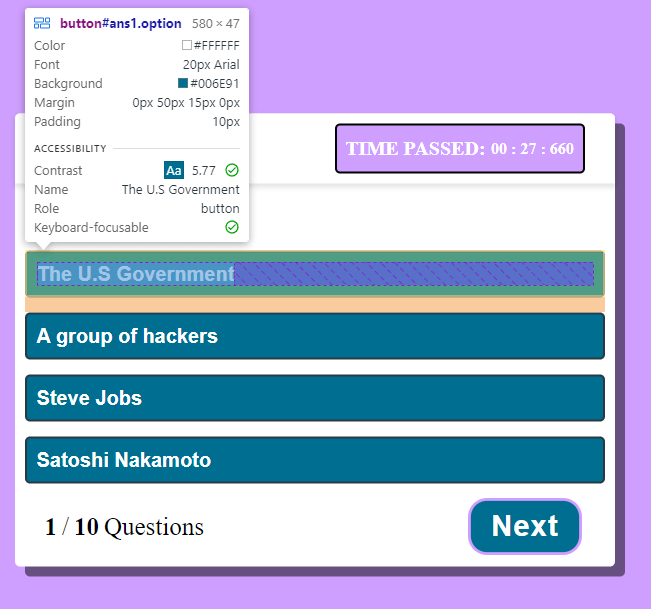 button#ans1.option 580 × 47
Color #FFFFFF
Font 20px Arial
Background #006E91
Margin 0px 50px 15px 0px
Padding 10px
ACCESSIBILITY
Contrast Aa 5.77
Name The U.S Government
Role button
Keyboard-focusable
TIME PASSED: 00 : 27 : 660
The U.S Government
A group of hackers
Steve Jobs
Satoshi Nakamoto
1 / 10 Questions
Next